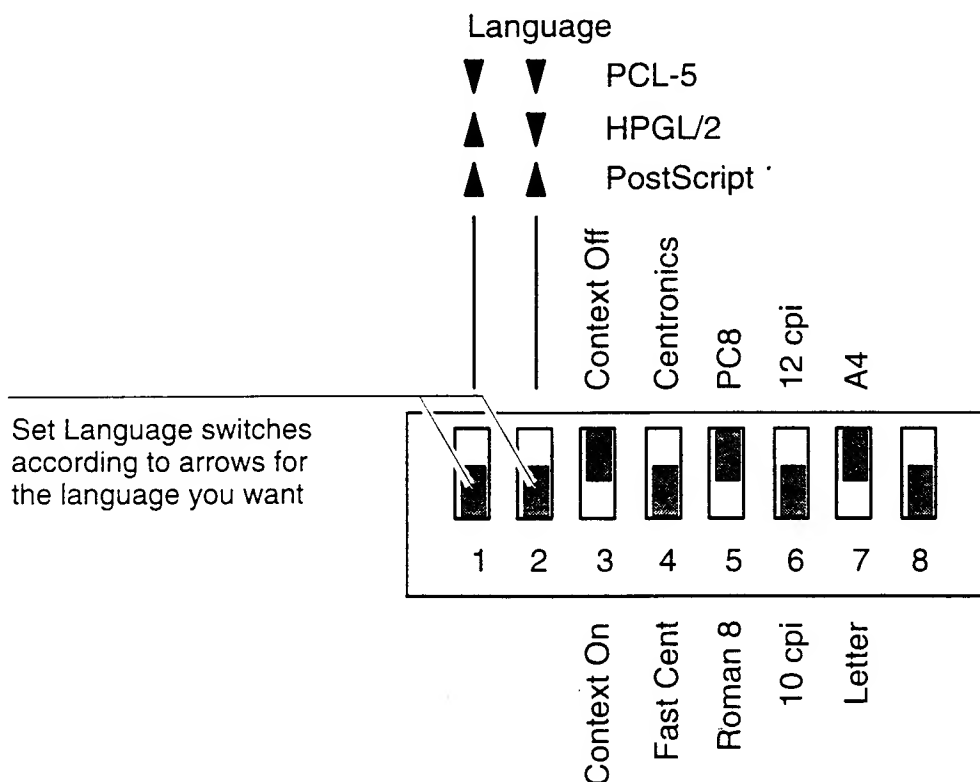 Language
PCL-5
HPGL/2
PostScript
Context Off
Centronics
PC8
12 cpi
A4
Set Language switches
according to arrows for
the language you want
1 2 3 4 5 6 7 8
Context On
Fast Cent
Roman 8
10 cpi
Letter